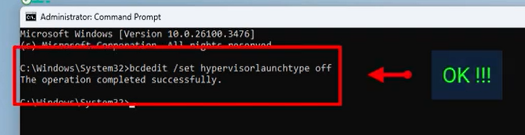 Administrator: Command Prompt
Microsoft Windows [Version 10.0.26100.3476]
(c) Microsoft Corporation. All rights reserved.
C:\Windows\System32>bcdedit /set hypervisorlaunchtype off
The operation completed successfully.
C:\Windows\System32>
OK !!!